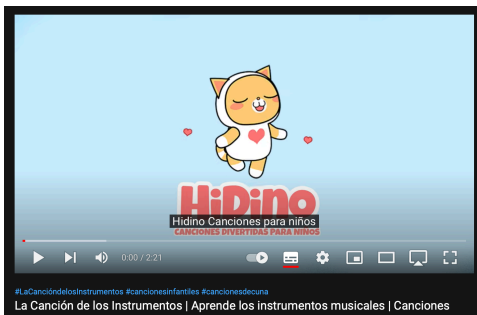 HiDino
Hidino Canciones para niños
CANCIONES DIVERTIDAS PARA NIÑOS
0:00 / 2:21
#LaCancióndelosInstrumentos #cancionesinfantiles #cancionesdecuna
La Canción de los Instrumentos | Aprende los instrumentos musicales | Canciones